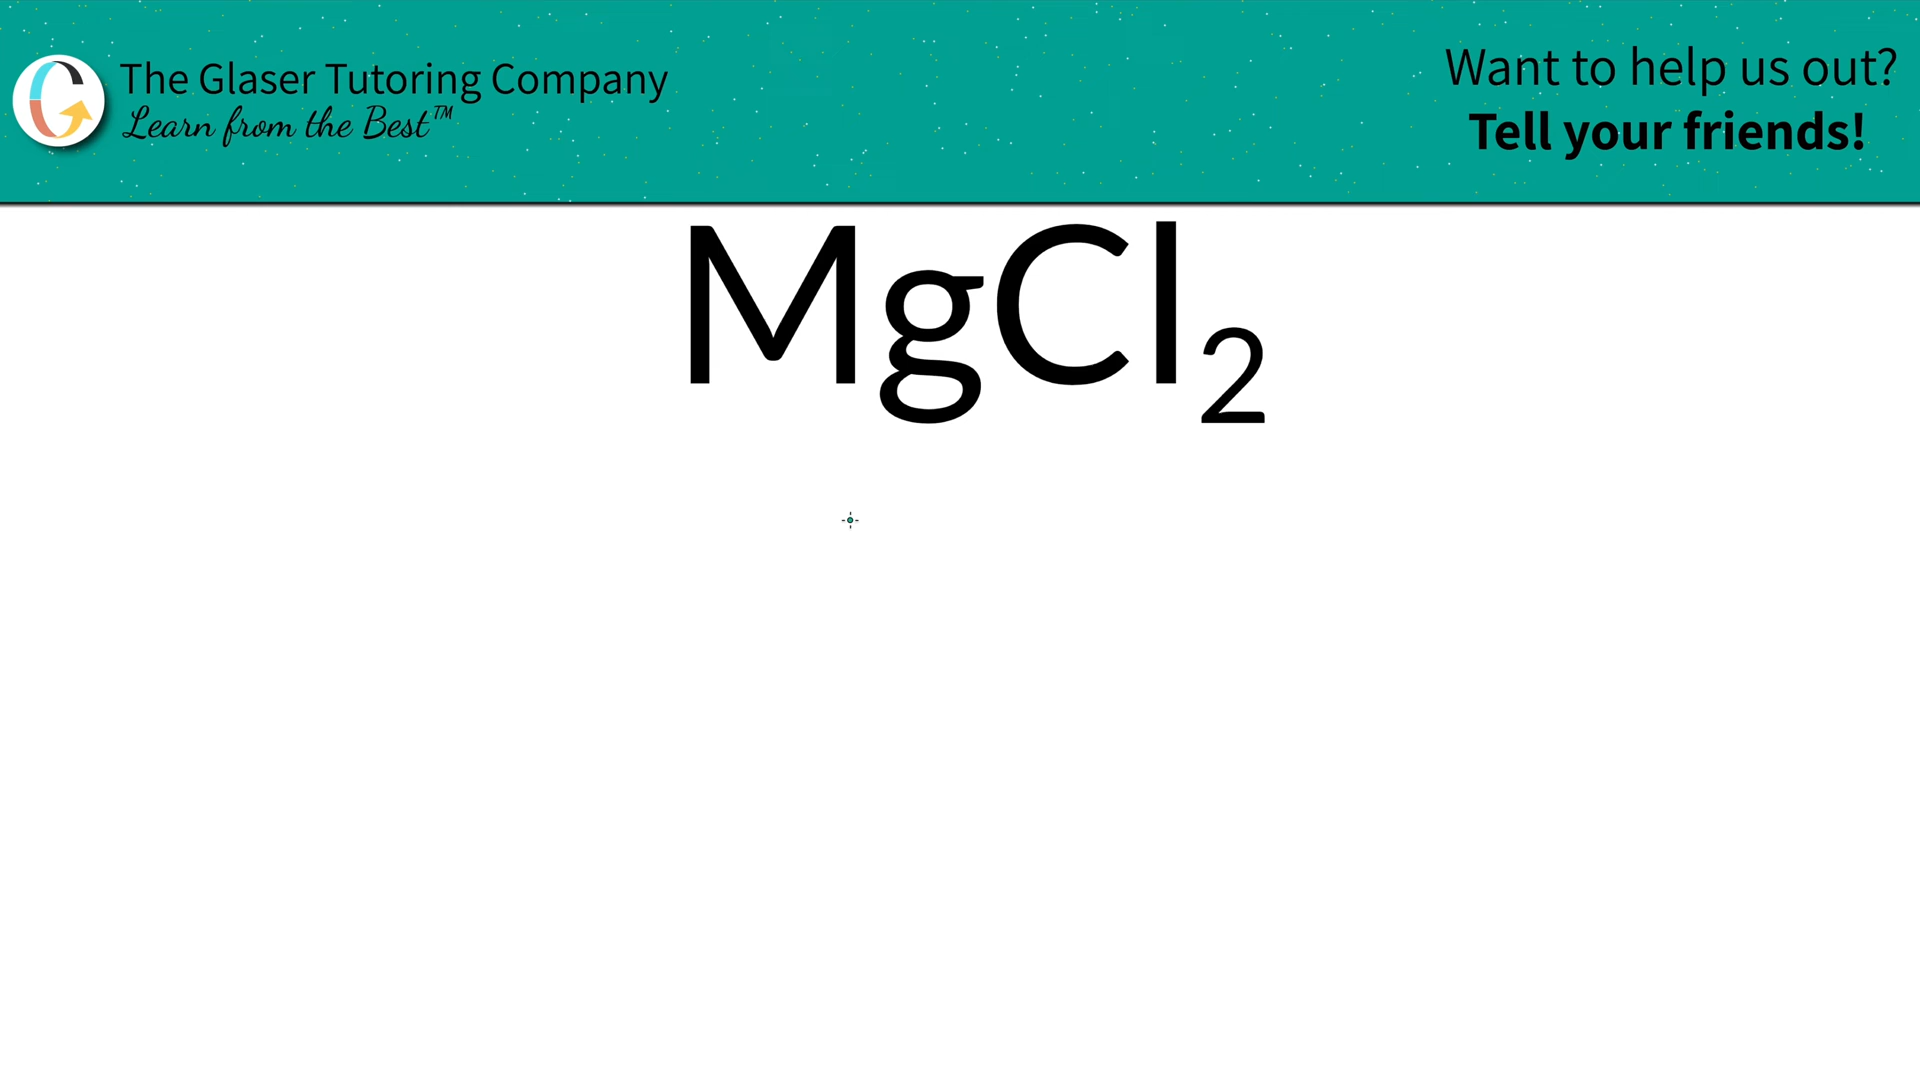 The Glaser Tutoring Company
Learn from the Best™
Want to help us out?
Tell your friends!
MgCl₂